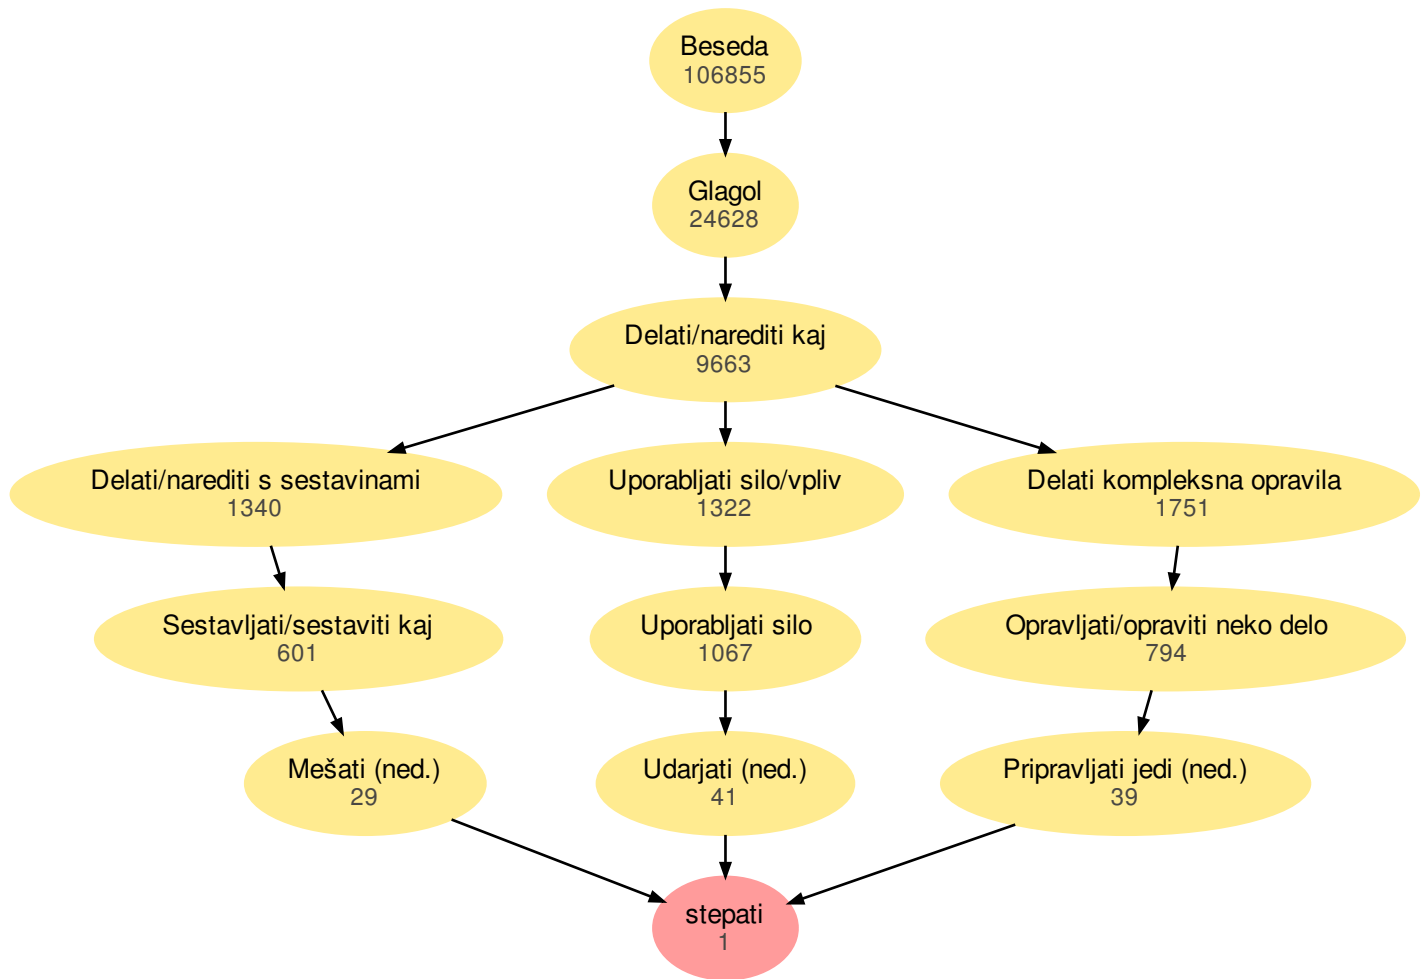 Beseda
106855
Glagol
24628
Delati/narediti kaj
9663
Delati/narediti s sestavinami
1340
Uporabljati silo/vpliv
1322
Delati kompleksna opravila
1751
Sestavljati/sestaviti kaj
601
Uporabljati silo
1067
Opravljati/opraviti neko delo
794
Mešati (ned.)
29
Udarjati (ned.)
41
Pripravljati jedi (ned.)
39
stepati
1